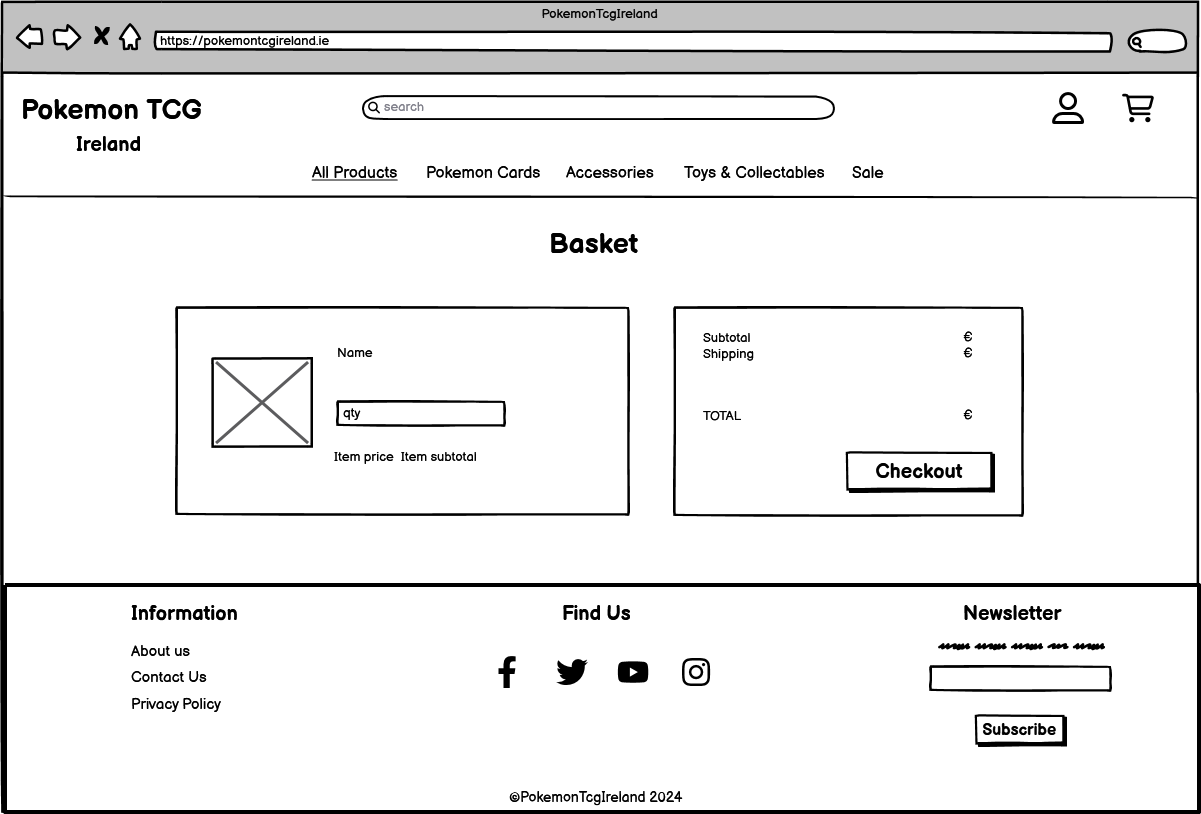 PokemonTcgIreland
https://pokemontcgireland.ie
Pokemon TCG
Ireland
search
All Products Pokemon Cards Accessories Toys & Collectables Sale
Basket
Name
qty
Item price Item subtotal
Subtotal €
Shipping €
TOTAL €
Checkout
Information
About us
Contact Us
Privacy Policy
Find Us
Newsletter
Subscribe
©PokemonTcgIreland 2024